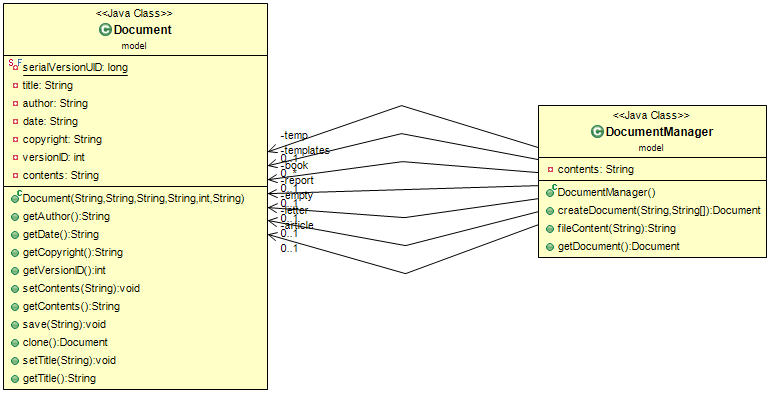 <<Java Class>>
Document
model
serialVersionUID: long
title: String
author: String
date: String
copyright: String
versionID: int
contents: String
Document(String,String,String,String,int,String)
getAuthor():String
getDate():String
getCopyright():String
getVersionID():int
setContents(String):void
getContents():String
save(String):void
clone():Document
setTitle(String):void
getTitle():String
-temp
-templates
0..1
-book
-report
0..1
-empty
0..1
-letter
0..1
-article
0..1
0..1
<<Java Class>>
DocumentManager
model
contents: String
DocumentManager()
createDocument(String,String[]):Document
fileContent(String):String
getDocument():Document